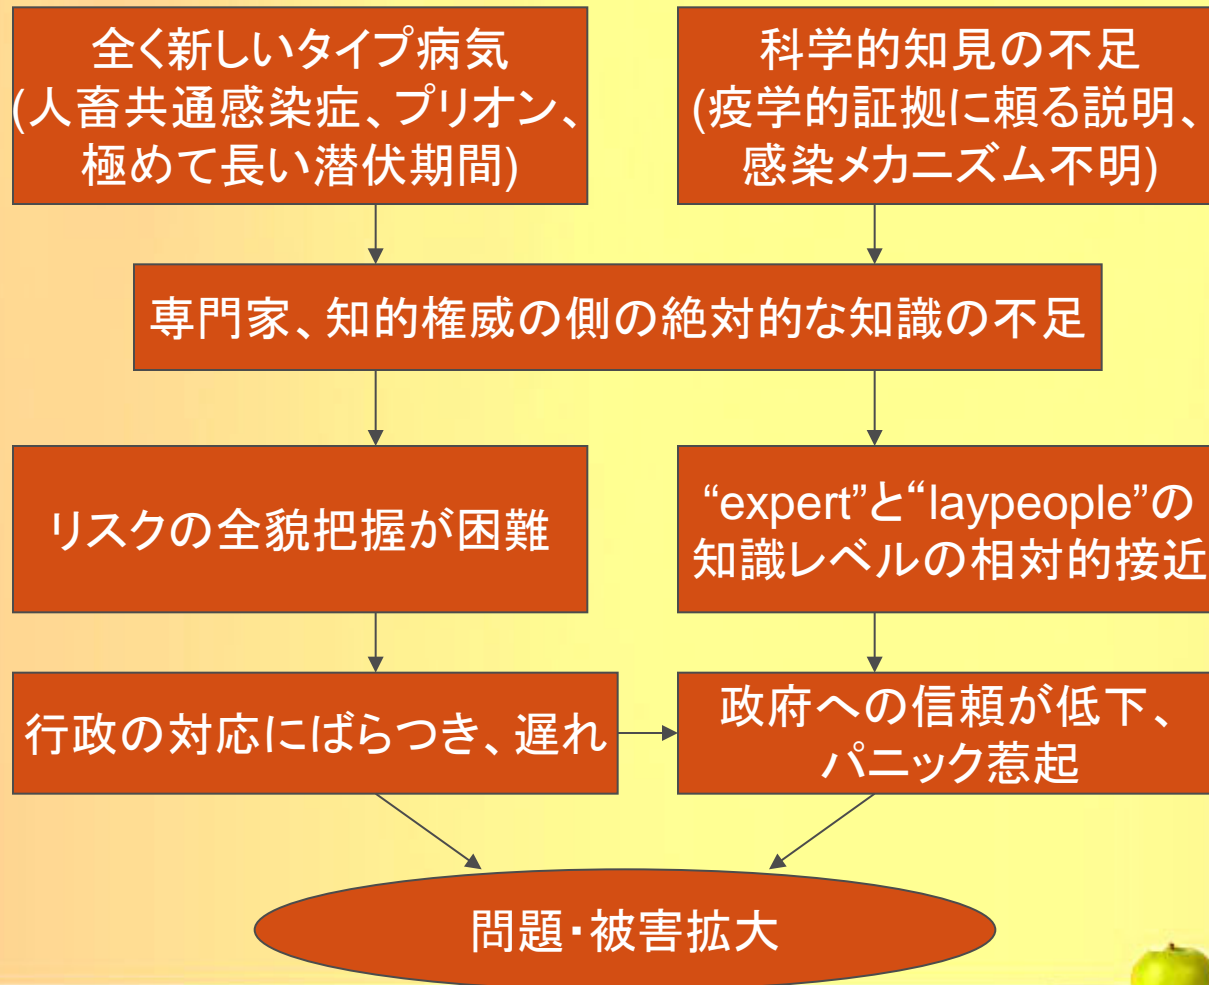 全く新しいタイプ病気
(人畜共通感染症、プリオン、
極めて長い潜伏期間)
科学的知見の不足
(疫学的証拠に頼る説明、
感染メカニズム不明)
専門家、知的権威の側の絶対的な知識の不足
リスクの全貌把握が困難
“expert”と“laypeople”の
知識レベルの相対的接近
行政の対応にばらつき、遅れ
政府への信頼が低下、
パニック惹起
問題・被害拡大